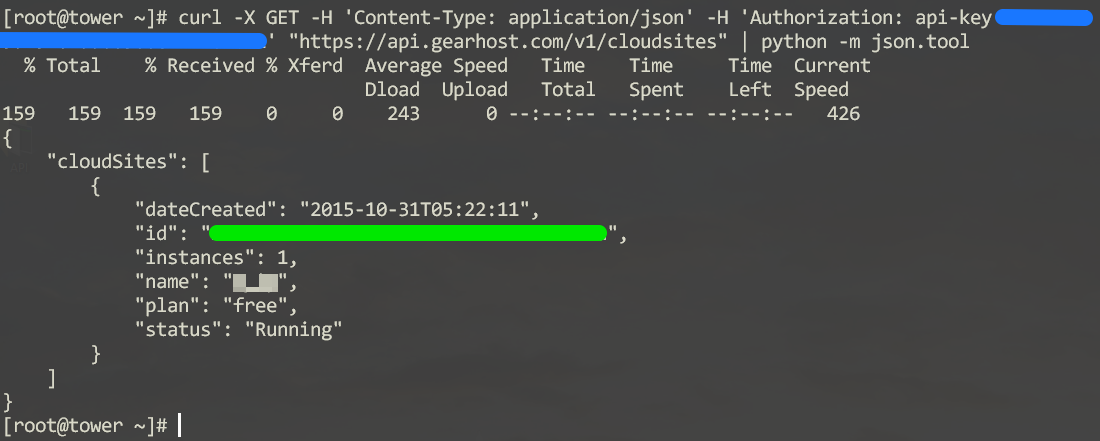 [root@tower ~]# curl -X GET -H 'Content-Type: application/json' -H 'Authorization: api-key
' "https://api.gearhost.com/v1/cloudsites" | python -m json.tool
% Total % Received % Xferd Average Speed Time Time Time Current
Dload Upload Total Spent Left Speed
159 159 159 159 0 0 243 0 --:--:-- --:--:-- --:--:-- 426
{
"cloudSites": [
{
"dateCreated": "2015-10-31T05:22:11",
"id": "",
"instances": 1,
"name": "",
"plan": "free",
"status": "Running"
}
]
}
[root@tower ~]#